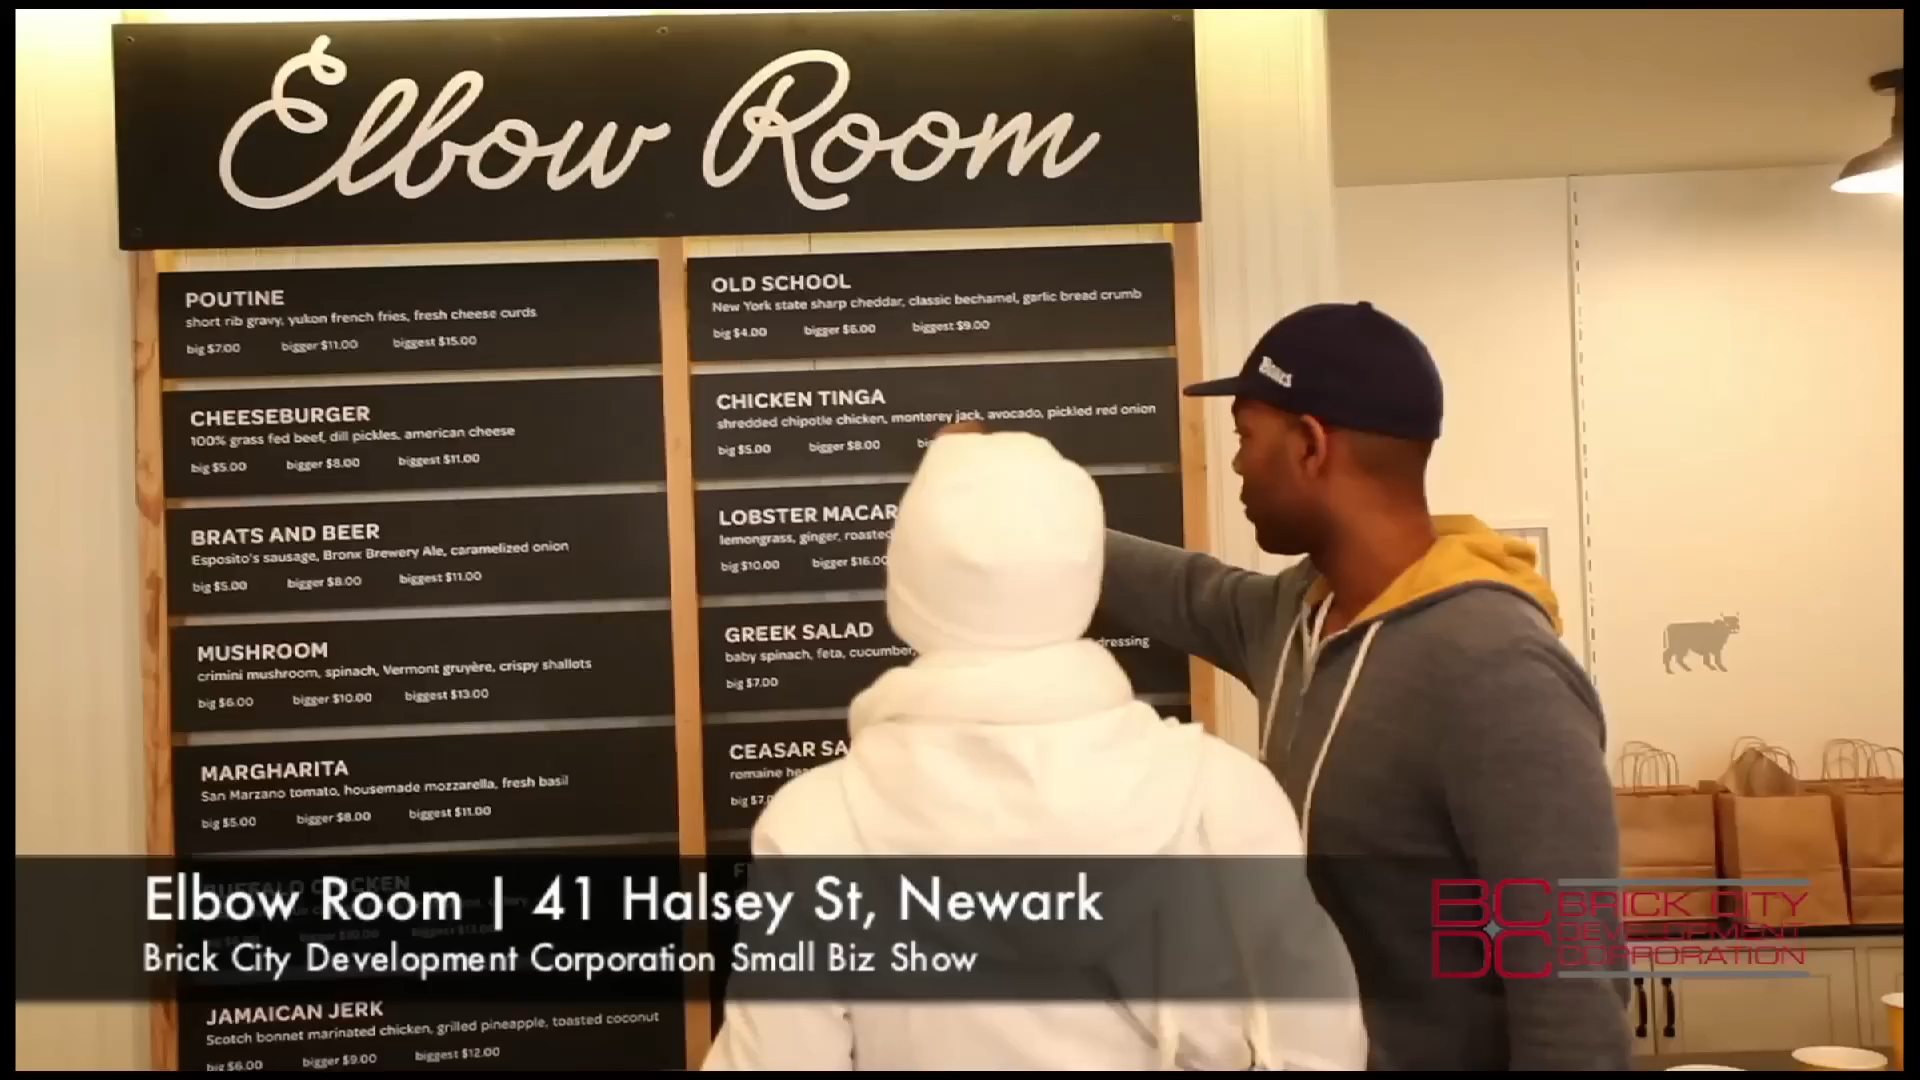 Elbow Room
POUTINE
short rib gravy, yukon french fries, fresh cheese curds
big $7.00 bigger $11.00 biggest $15.00
CHEESEBURGER
100% grass fed beef, dill pickles, american cheese
big $5.00 bigger $8.00 biggest $11.00
BRATS AND BEER
Esposito's sausage, Bronx Brewery Ale, caramelized onion
big $5.00 bigger $8.00 biggest $11.00
MUSHROOM
crimini mushroom, spinach, Vermont gruyère, crispy shallots
big $6.00 bigger $10.00 biggest $13.00
MARGHARITA
San Marzano tomato, housemade mozzarella, fresh basil
big $5.00 bigger $8.00 biggest $11.00
BUFFALO CHICKEN
JAMAICAN JERK
Scotch bonnet marinated chicken, grilled pineapple, toasted coconut
big $6.00 bigger $9.00 biggest $12.00
OLD SCHOOL
New York state sharp cheddar, classic bechamel, garlic bread crumb
big $4.00 bigger $6.00 biggest $9.00
CHICKEN TINGA
shredded chipotle chicken, monterey jack, avocado, pickled red onion
big $5.00 bigger $8.00
LOBSTER MACAR
lemongrass, ginger, roasted
big $10.00 bigger $16.00
GREEK SALAD
baby spinach, feta, cucumber, dressing
big $7.00
CEASAR SA
romaine
big
Elbow Room | 41 Halsey St, Newark
Brick City Development Corporation Small Biz Show
BC DC
BRICK CITY
DEVELOPMENT
CORPORATION